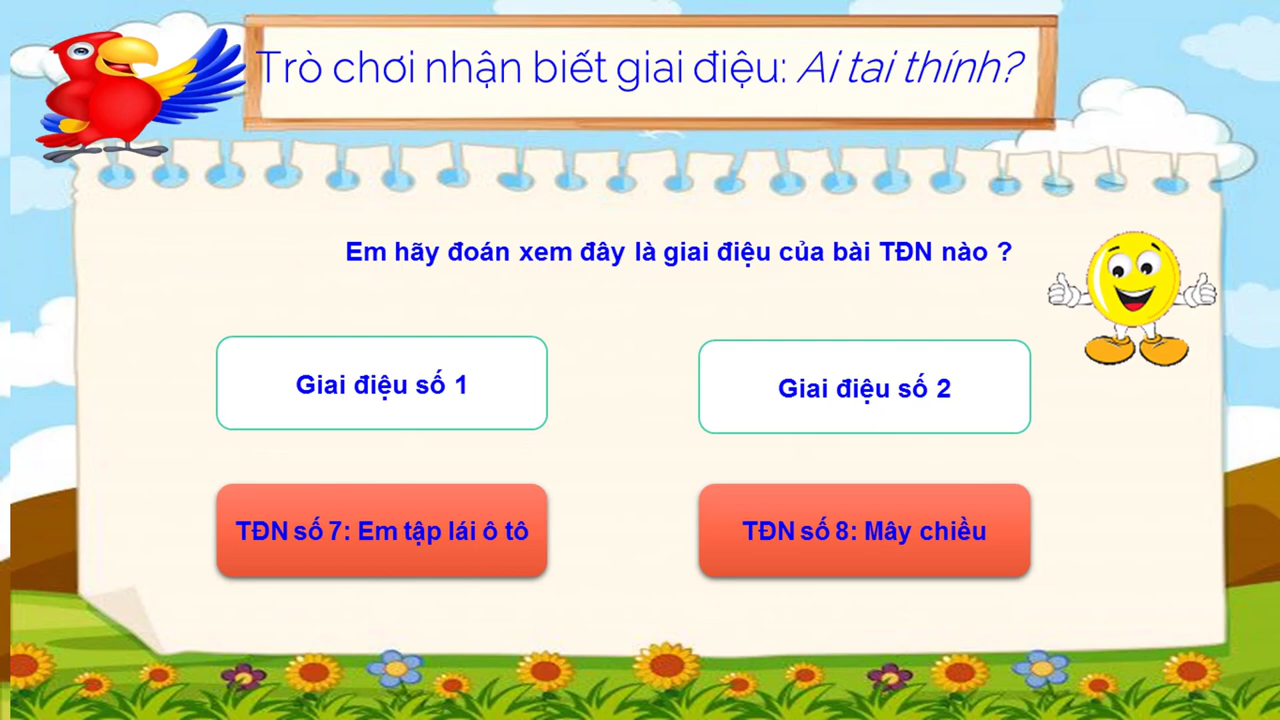 Trò chơi nhận biết giai điệu: Ai tai thính?
Em hãy đoán xem đây là giai điệu của bài TĐN nào ?
Giai điệu số 1
Giai điệu số 2
TĐN số 7: Em tập lái ô tô
TĐN số 8: Mây chiều